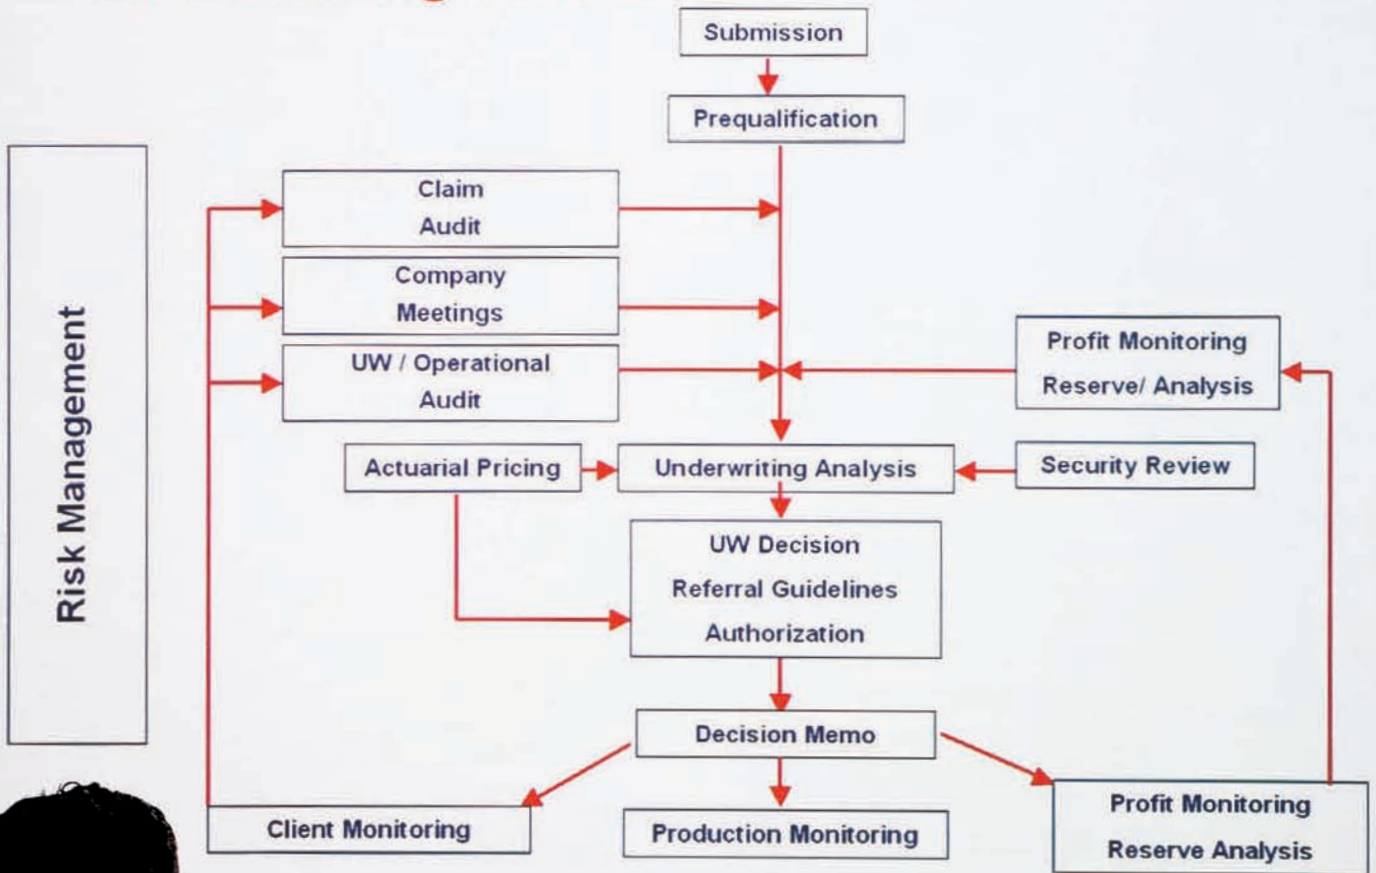 Submission
Prequalification
Claim
Audit
Company
Meetings
UW / Operational
Audit
Profit Monitoring
Reserve/ Analysis
Actuarial Pricing
Underwriting Analysis
Security Review
Risk Management
UW Decision
Referral Guidelines
Authorization
Decision Memo
Client Monitoring
Production Monitoring
Profit Monitoring
Reserve Analysis